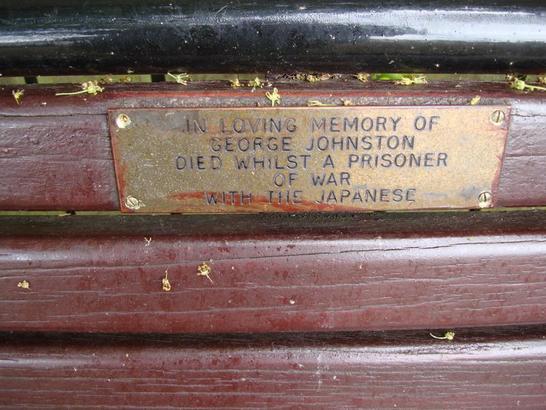 IN LOVING MEMORY OF
GEORGE JOHNSTON
DIED WHILST A PRISONER
OF WAR
WITH THE JAPANESE